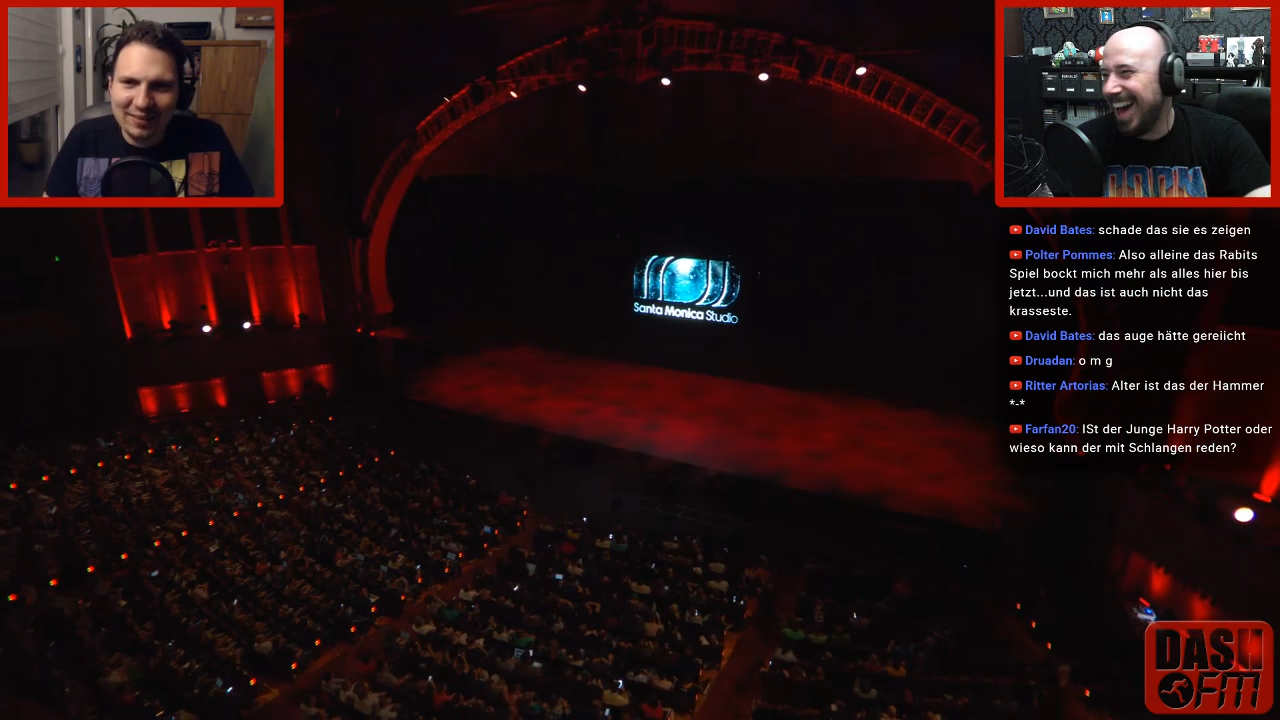 Santa Monica Studio
DOOM
David Bates: schade das sie es zeigen
Polter Pommes: Also alleine das Rabits
Spiel bockt mich mehr als alles hier bis
jetzt...und das ist auch nicht das
krasseste.
David Bates: das auge hätte gereiicht
Druadan: o m g
Ritter Artorias: Alter ist das der Hammer
*-*
Farfan20: ISt der Junge Harry Potter oder
wieso kann der mit Schlangen reden?
DASH
FM